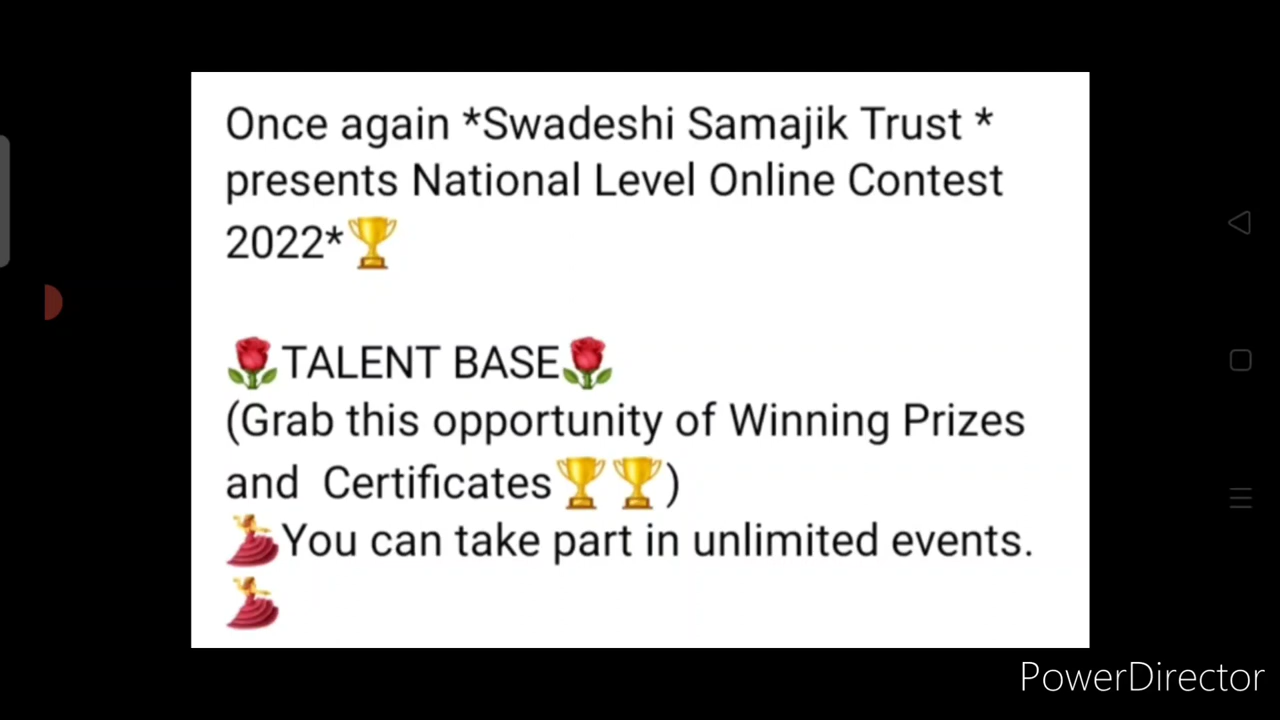 Once again *Swadeshi Samajik Trust *
presents National Level Online Contest
2022*🏆
🌹TALENT BASE🌹
(Grab this opportunity of Winning Prizes
and  Certificates🏆🏆)
💃You can take part in unlimited events.
💃
PowerDirector